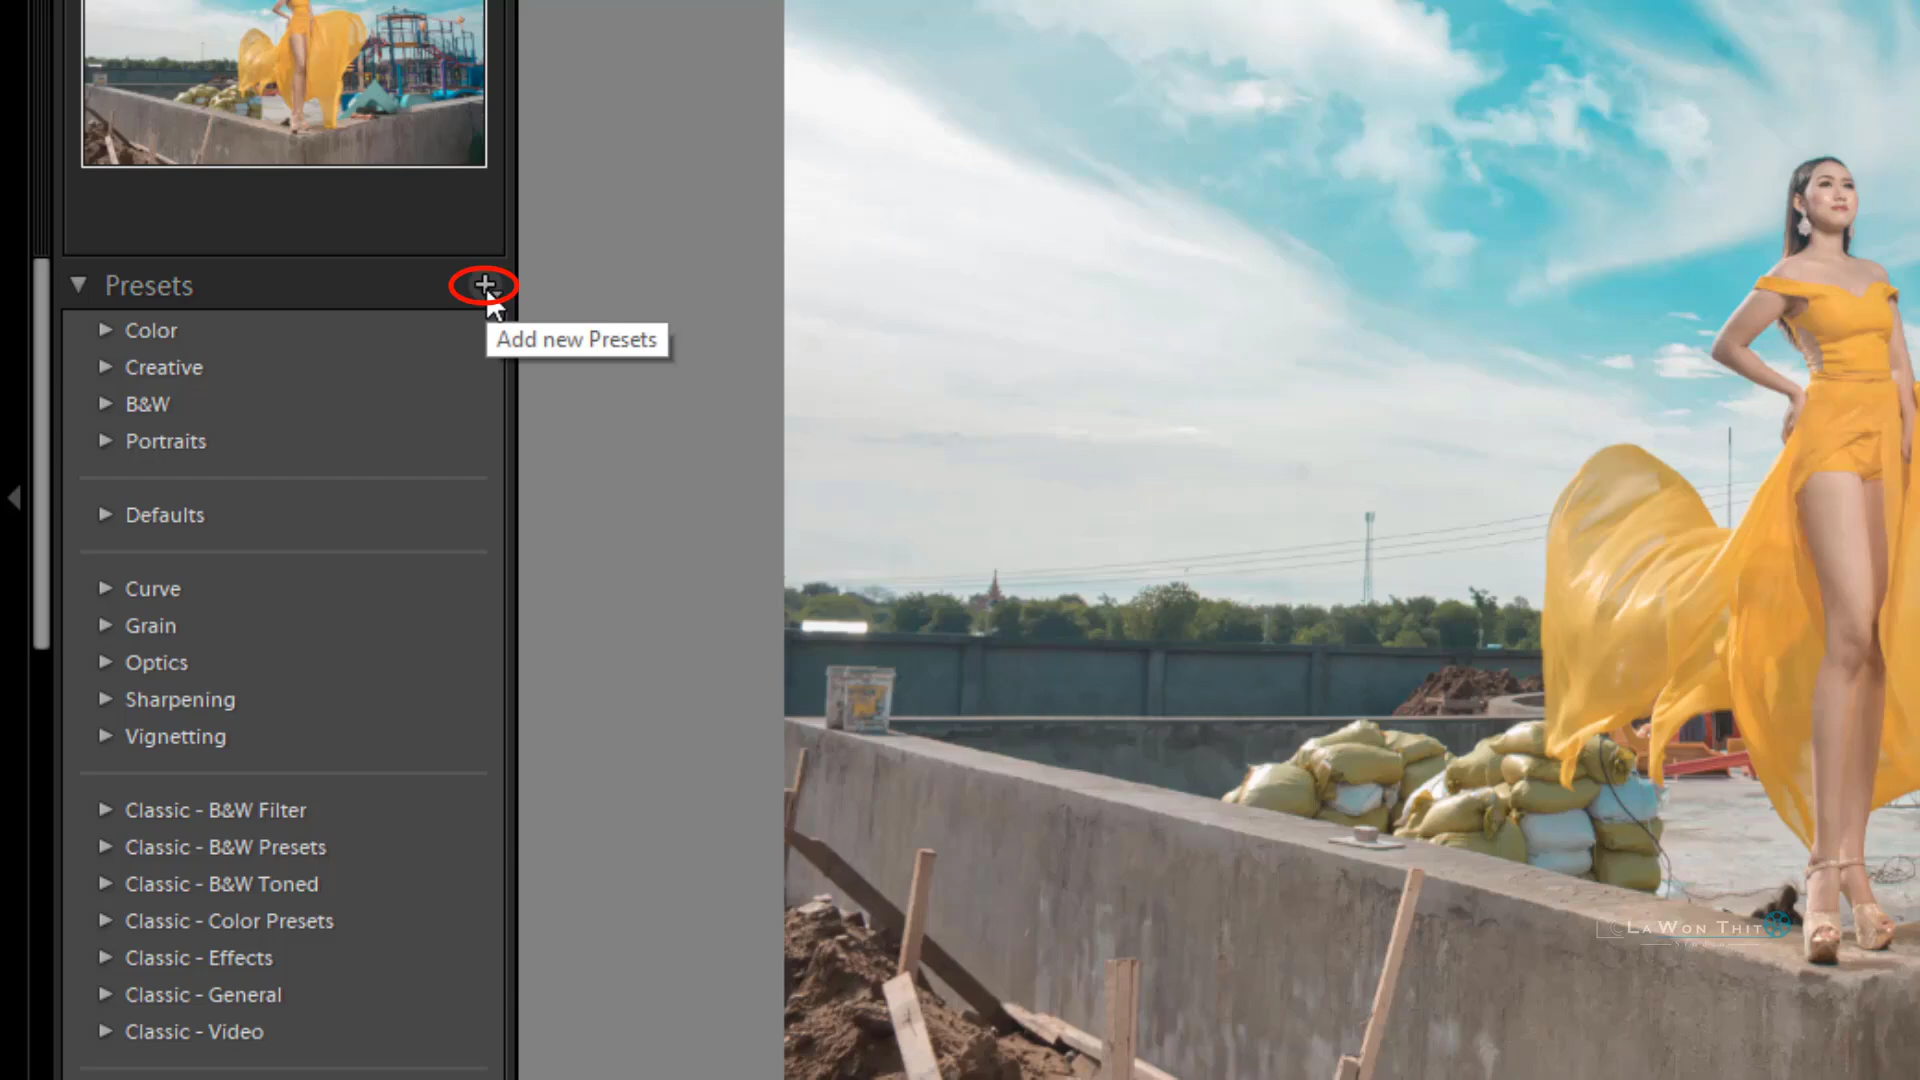 Presets
+
Add new Presets
Color
Creative
B&W
Portraits
Defaults
Curve
Grain
Optics
Sharpening
Vignetting
Classic - B&W Filter
Classic - B&W Presets
Classic - B&W Toned
Classic - Color Presets
Classic - Effects
Classic - General
Classic - Video
LA WON THIT